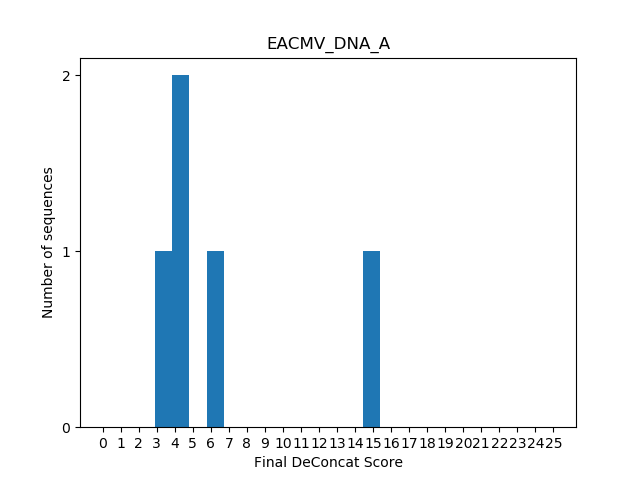 EACMV_DNA_A
2
1
0
Number of sequences
0 1 2 3 4 5 6 7 8 9 10 11 12 13 14 15 16 17 18 19 20 21 22 23 24 25
Final DeConcat Score